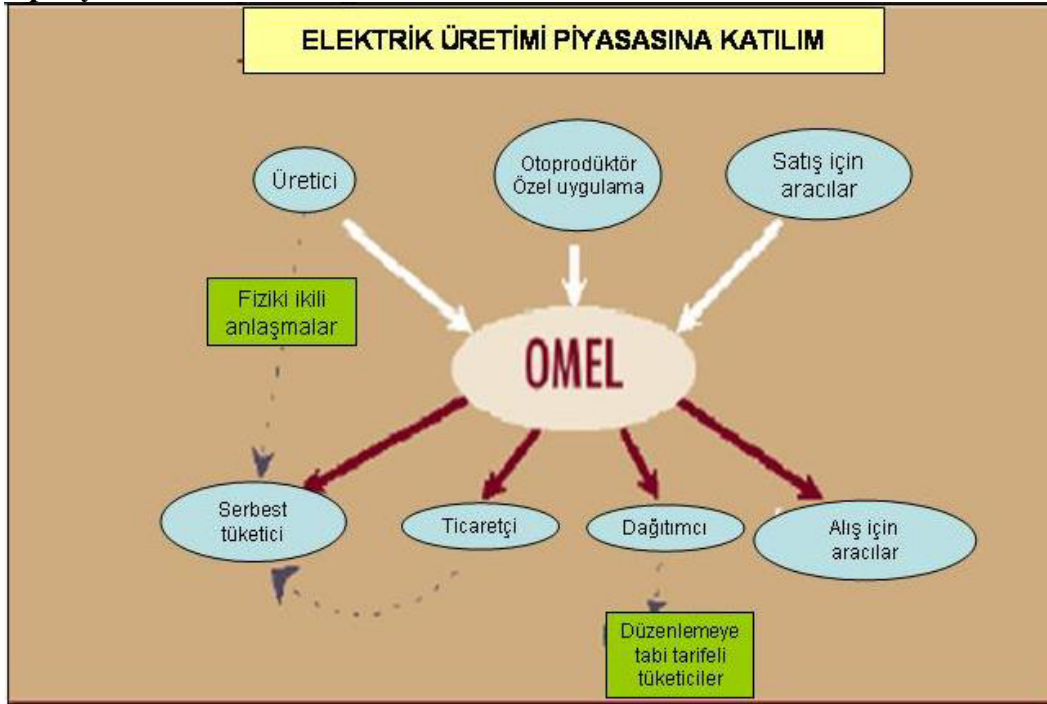 ELEKTRİK ÜRETİMİ PİYASASINA KATILIM
Üretici
Otoprodüktör
Özel uygulama
Satış için
aracılar
Fiziki ikili
anlaşmalar
OMEL
Serbest
tüketici
Ticaretçi
Dağıtımcı
Alış için
aracılar
Düzenlemeye
tabi tarifeli
tüketiciler